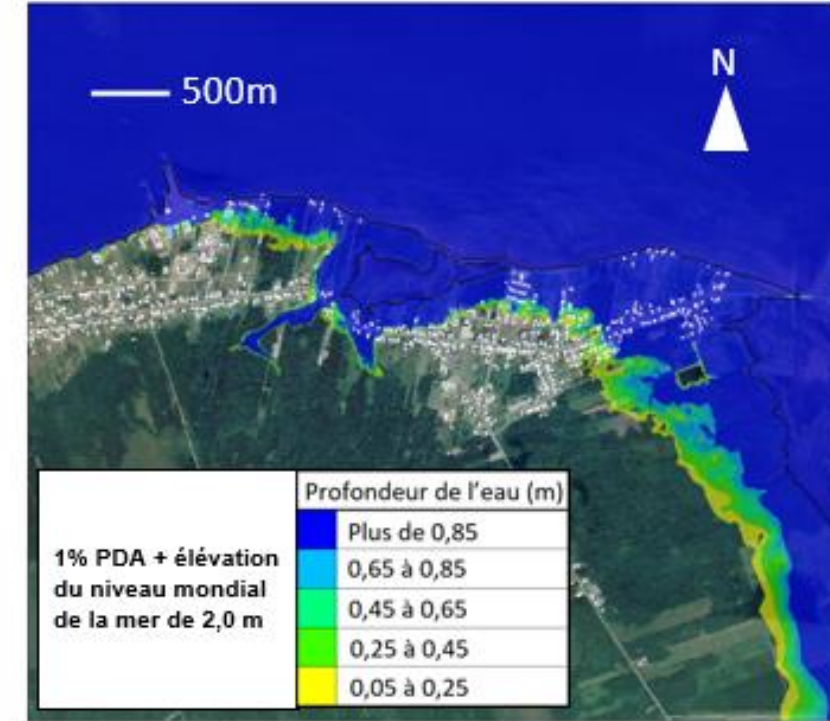 500m
N
1% PDA + élévation
du niveau mondial
de la mer de 2,0 m
Profondeur de l'eau (m)
Plus de 0,85
0,65 à 0,85
0,45 à 0,65
0,25 à 0,45
0,05 à 0,25